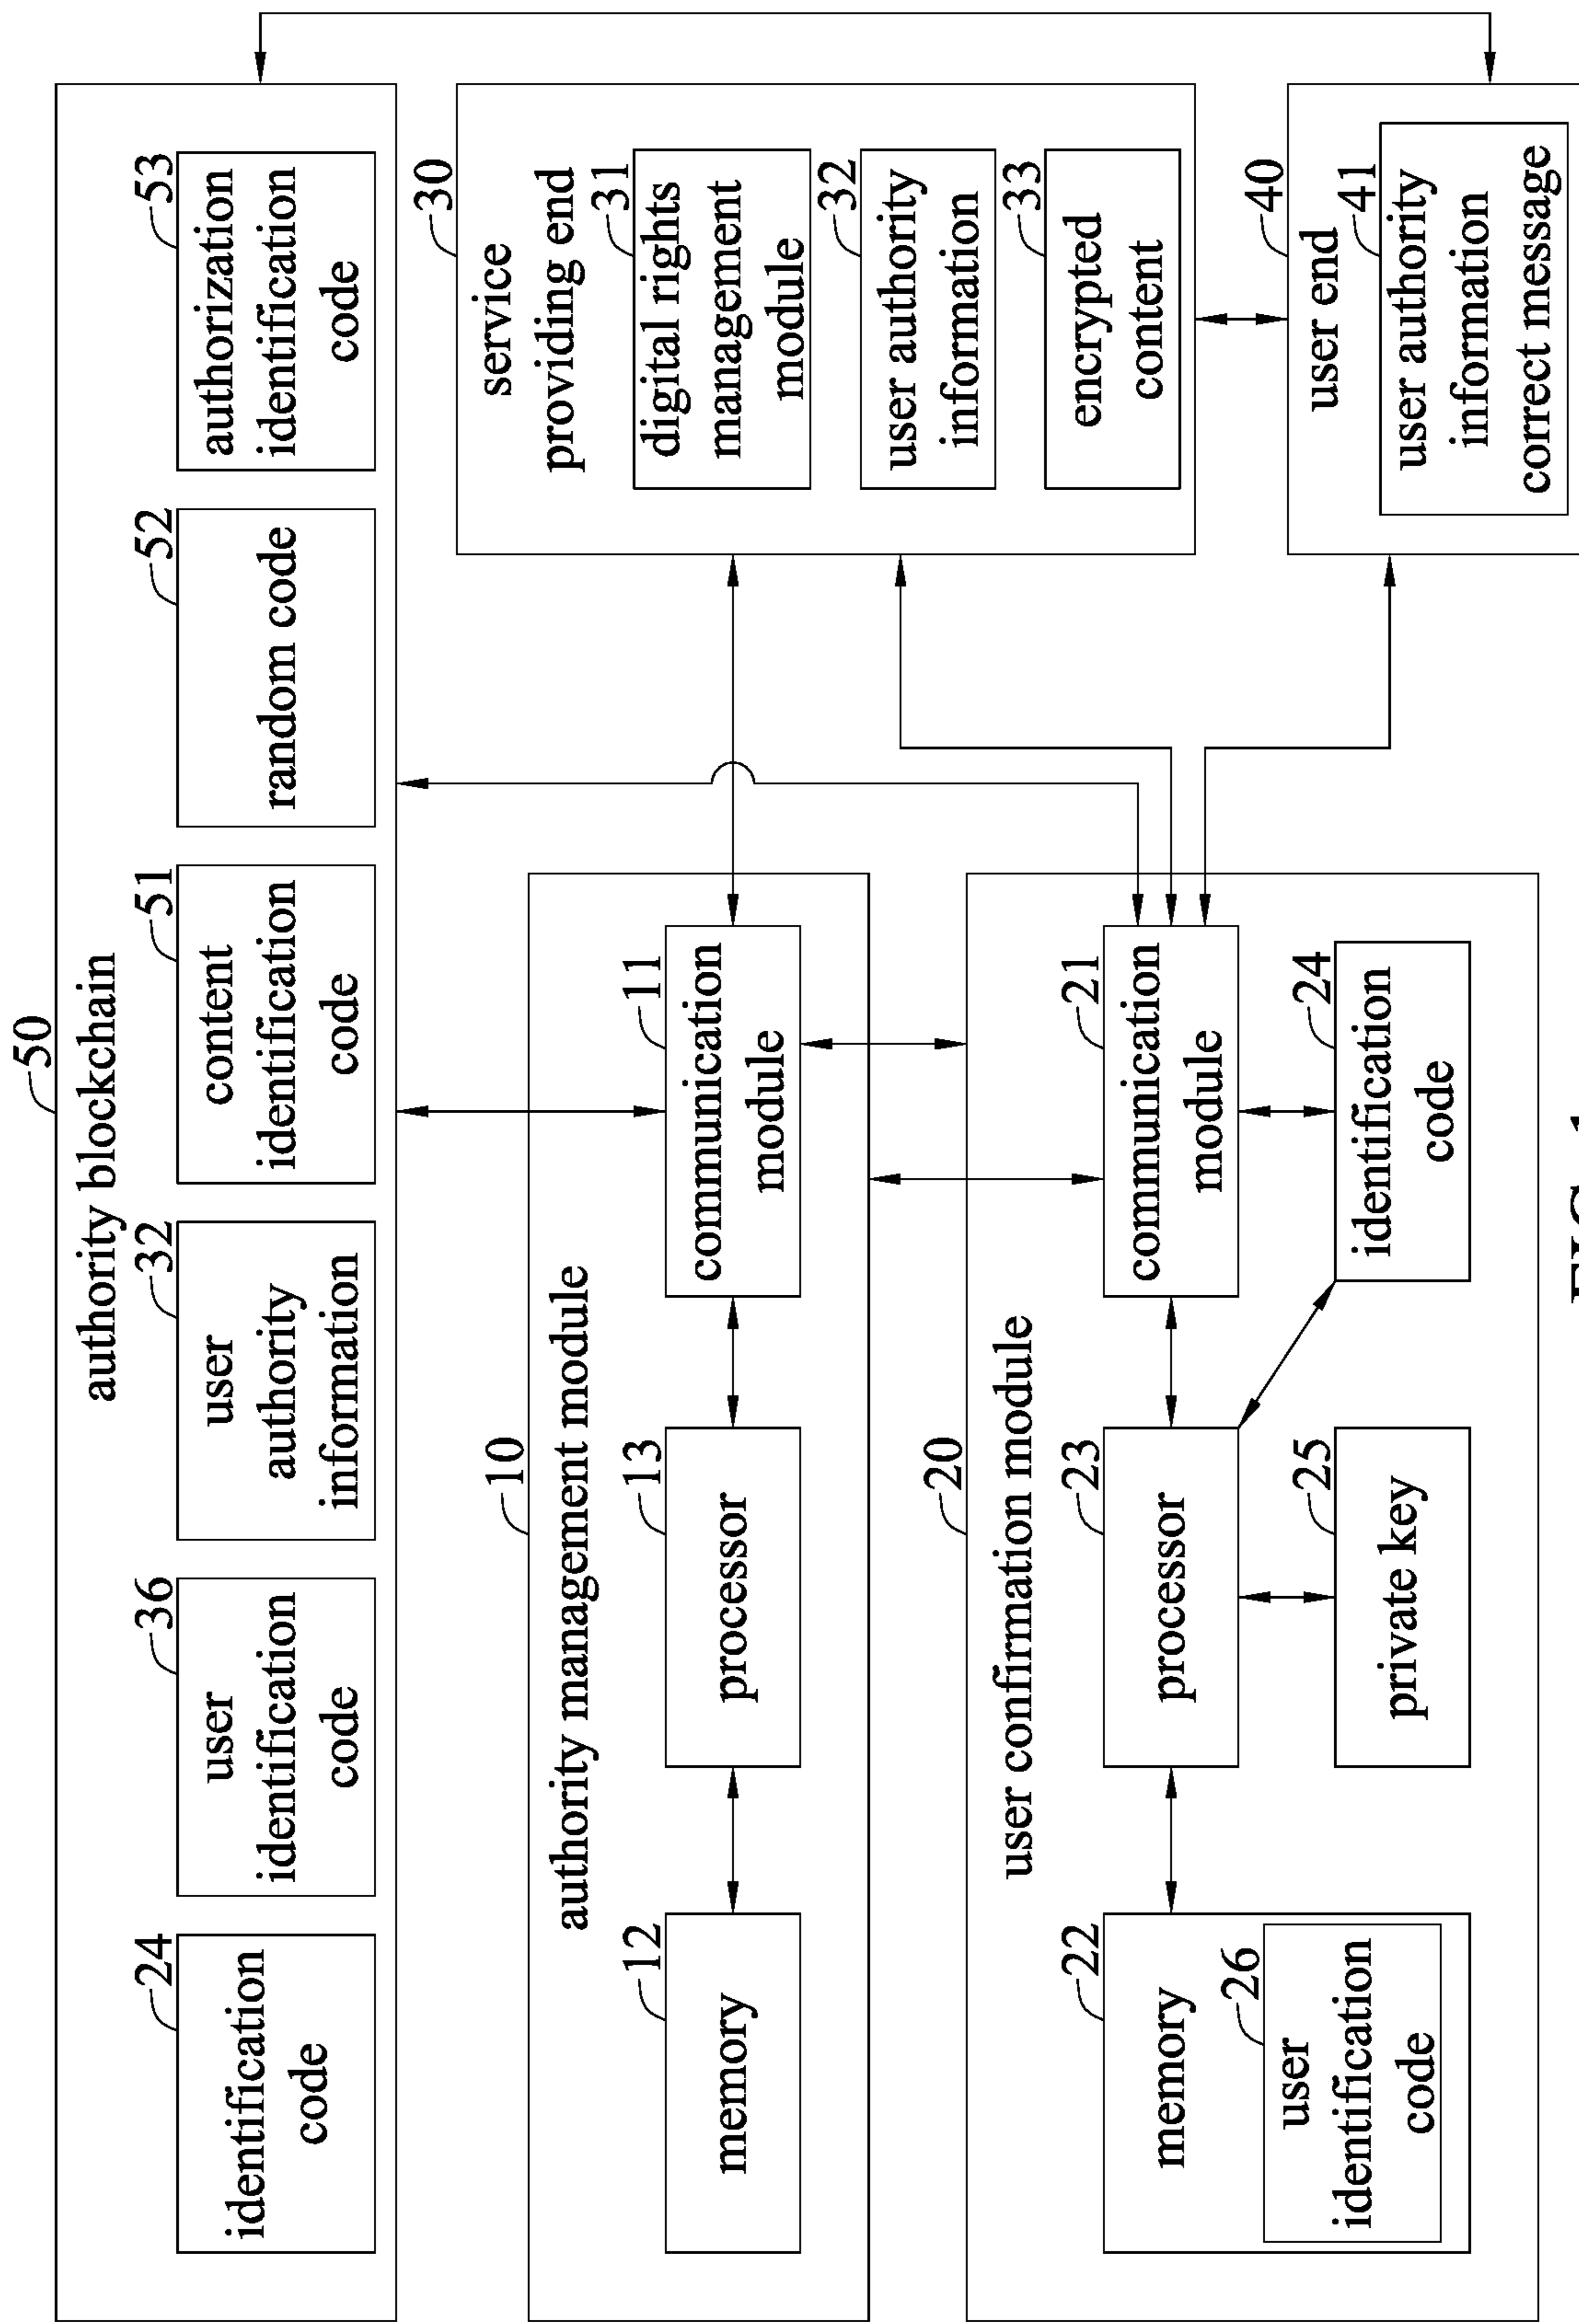 50
authority blockchain
24
identification
code
36
user
identification
code
32
user
authority
information
51
content
identification
code
52
random code
53
authorization
identification
code
10
authority management module
12
memory
13
processor
11
communication
module
20
user confirmation module
22
memory
26
user
identification
code
23
processor
25
private key
21
communication
module
24
identification
code
30
service
providing end
31
digital rights
management
module
32
user authority
information
33
encrypted
content
40
user end
41
user authority
information
correct message